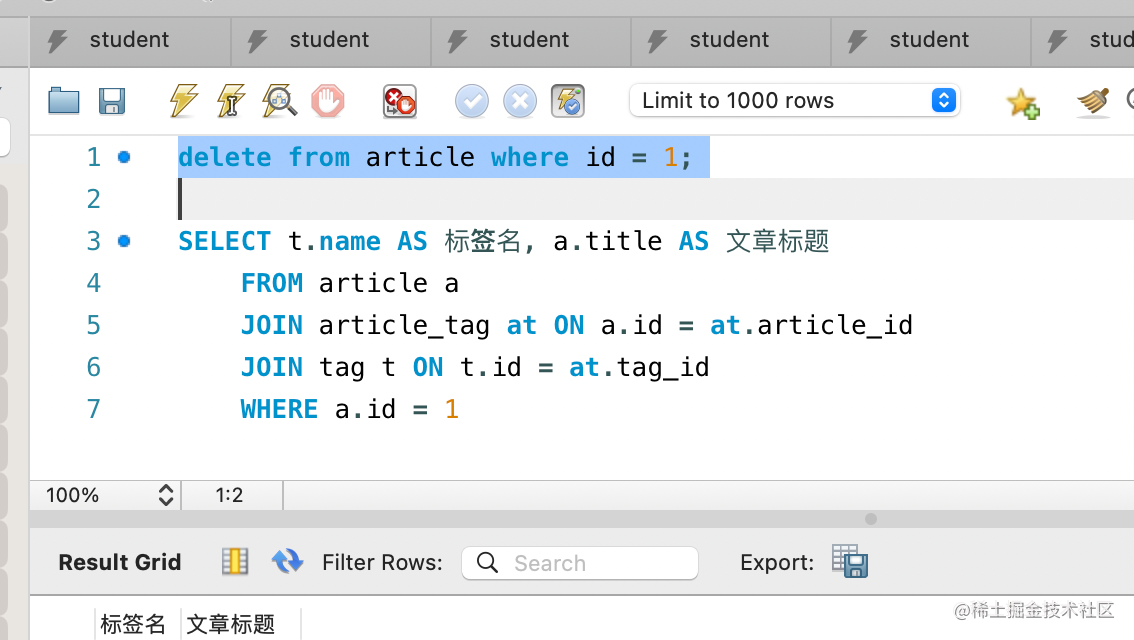 student student student student student stud
Limit to 1000 rows
1 delete from article where id = 1;
2
3 SELECT t.name AS 标签名, a.title AS 文章标题
4 FROM article a
5 JOIN article_tag at ON a.id = at.article_id
6 JOIN tag t ON t.id = at.tag_id
7 WHERE a.id = 1
100% 1:2
Result Grid Filter Rows: Search Export:
标签名 文章标题
@稀土掘金技术社区